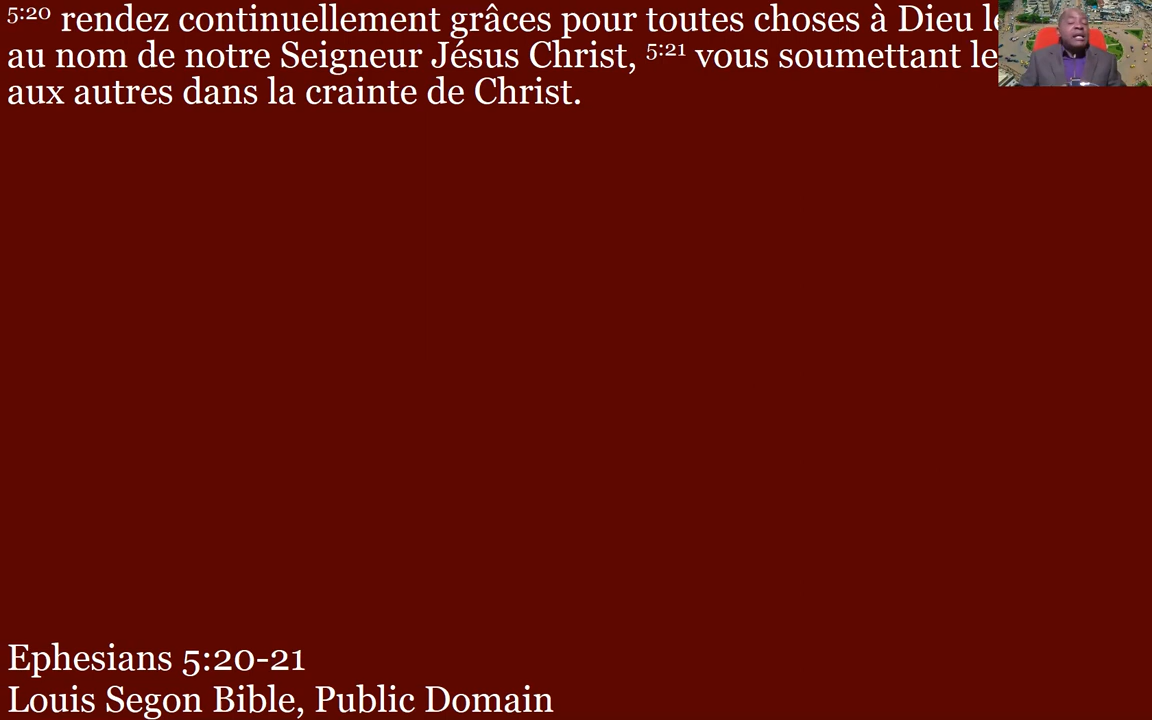 5:20 rendez continuellement grâces pour toutes choses à Dieu
au nom de notre Seigneur Jésus Christ, 5:21 vous soumettant
aux autres dans la crainte de Christ.
Ephesians 5:20-21
Louis Segon Bible, Public Domain